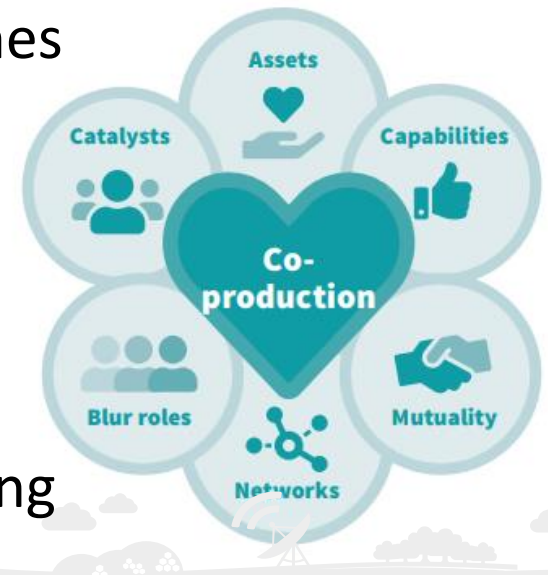 nes
Assets
Catalysts
Capabilities
Co-
production
Blur roles
Mutuality
ng
Networks